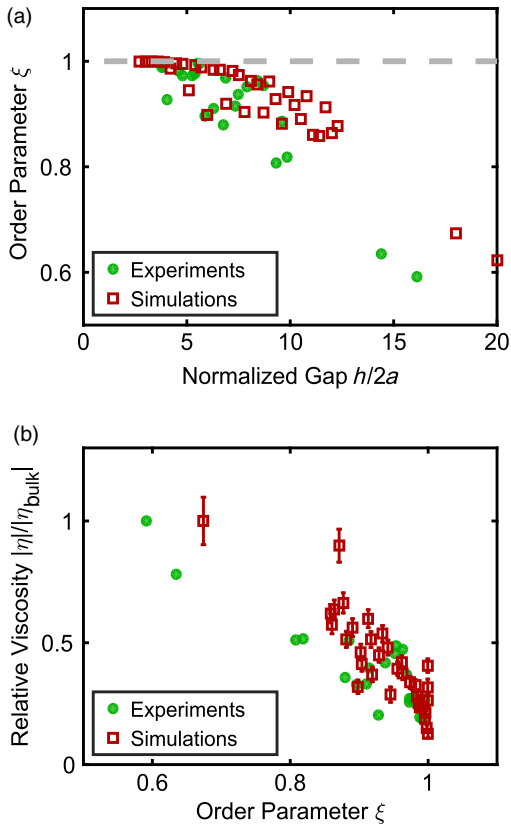 (a)
Order Parameter ξ
1
0.8
0.6
Experiments
Simulations
0 5 10 15 20
Normalized Gap h/2a
(b)
Relative Viscosity |η|/|η_bulk|
1
0.5
0
Experiments
Simulations
0.6 0.8 1
Order Parameter ξ